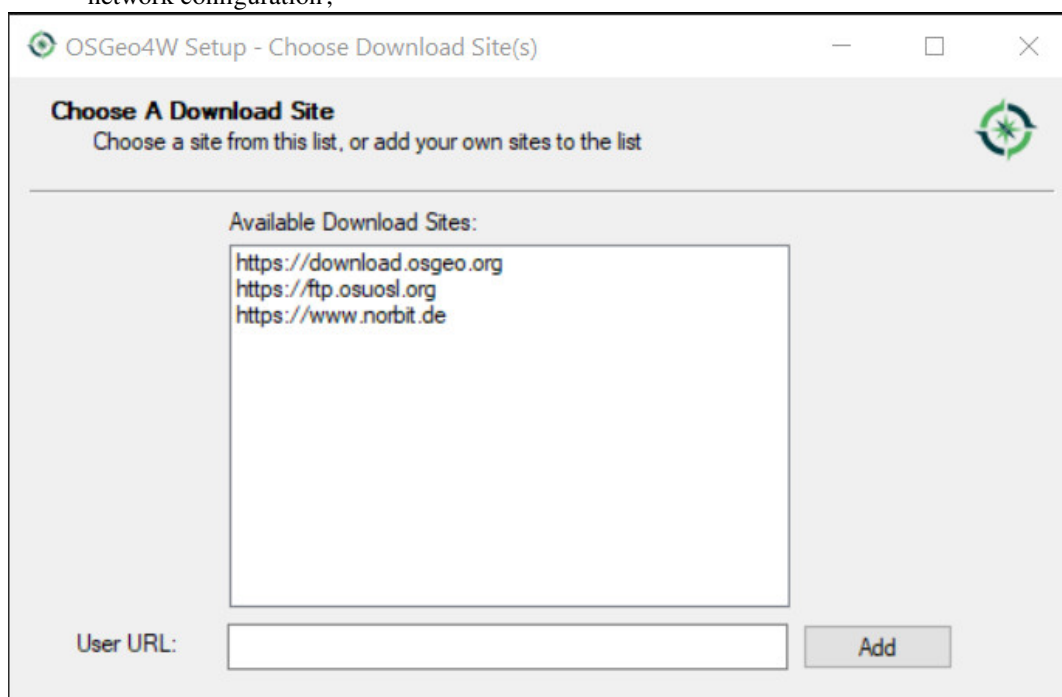 network configuration ;
OSGeo4W Setup - Choose Download Site(s)
Choose A Download Site
Choose a site from this list, or add your own sites to the list
Available Download Sites:
https://download.osgeo.org
https://ftp.osuosl.org
https://www.norbit.de
User URL:
Add